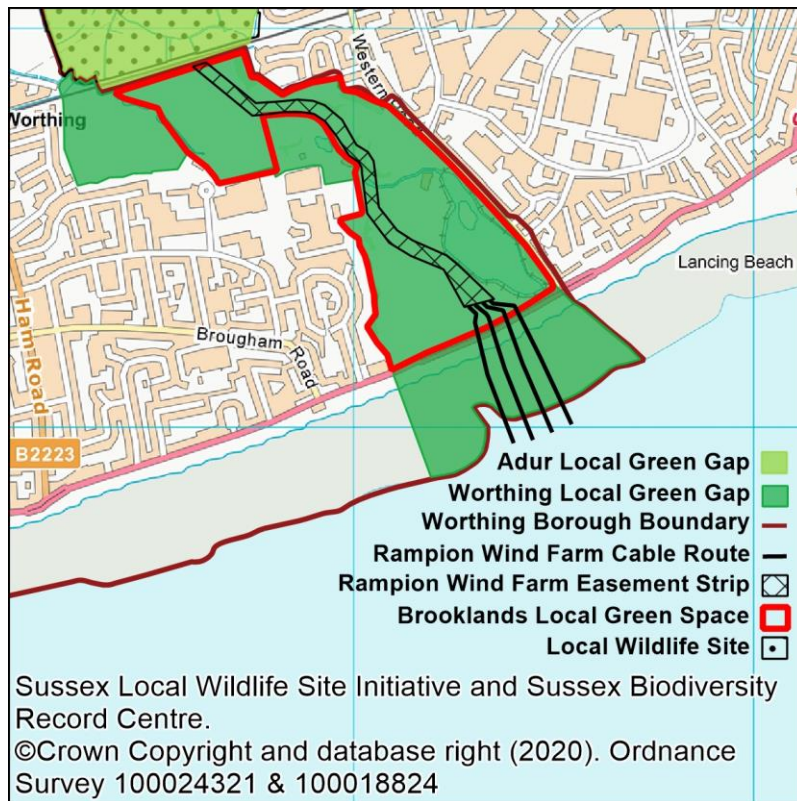 Worthing
Western
Lancing Beach
Ham Road
Brougham Road
B2223
Adur Local Green Gap
Worthing Local Green Gap
Worthing Borough Boundary
Rampion Wind Farm Cable Route
Rampion Wind Farm Easement Strip
Brooklands Local Green Space
Local Wildlife Site
Sussex Local Wildlife Site Initiative and Sussex Biodiversity
Record Centre.
©Crown Copyright and database right (2020). Ordnance
Survey 100024321 & 100018824